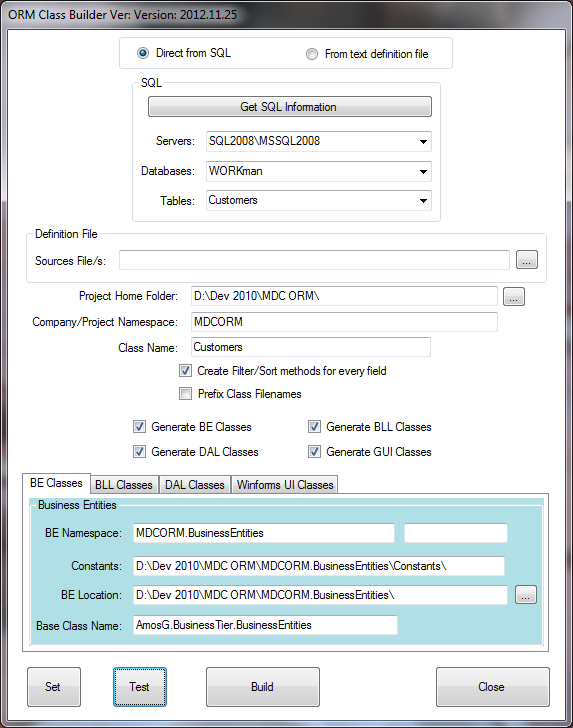 ORM Class Builder Ver: Version: 2012.11.25
Direct from SQL From text definition file
SQL
Get SQL Information
Servers: SQL2008\MSSQL2008
Databases: WORKman
Tables: Customers
Definition File
Sources File/s: ...
Project Home Folder: D:\Dev 2010\MDC ORM\ ...
Company/Project Namespace: MDCORM
Class Name: Customers
Create Filter/Sort methods for every field
Prefix Class Filenames
Generate BE Classes Generate BLL Classes
Generate DAL Classes Generate GUI Classes
BE Classes BLL Classes DAL Classes Winforms UI Classes
Business Entities
BE Namespace: MDCORM.BusinessEntities
Constants: D:\Dev 2010\MDC ORM\MDCORM.BusinessEntities\Constants\
BE Location: D:\Dev 2010\MDC ORM\MDCORM.BusinessEntities\ ...
Base Class Name: AmosG.BusinessTier.BusinessEntities
Set Test Build Close